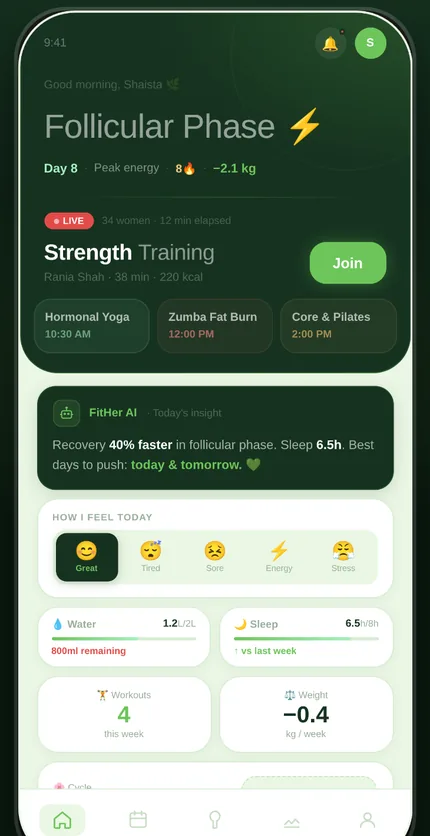 9:41
S
Good morning, Shaista 🌿
Follicular Phase ⚡
Day 8 · Peak energy · 8🔥 · −2.1 kg
LIVE 34 women · 12 min elapsed
Strength Training
Rania Shah · 38 min · 220 kcal
Join
Hormonal Yoga
10:30 AM
Zumba Fat Burn
12:00 PM
Core & Pilates
2:00 PM
FitHer AI · Today's insight
Recovery 40% faster in follicular phase. Sleep 6.5h. Best
days to push: today & tomorrow. 💚
HOW I FEEL TODAY
Great
Tired
Sore
Energy
Stress
💧 Water 1.2L/2L
800ml remaining
🌙 Sleep 6.5h/8h
↑ vs last week
🏋️ Workouts
4
this week
⚖️ Weight
−0.4
kg / week
🌸 Cycle